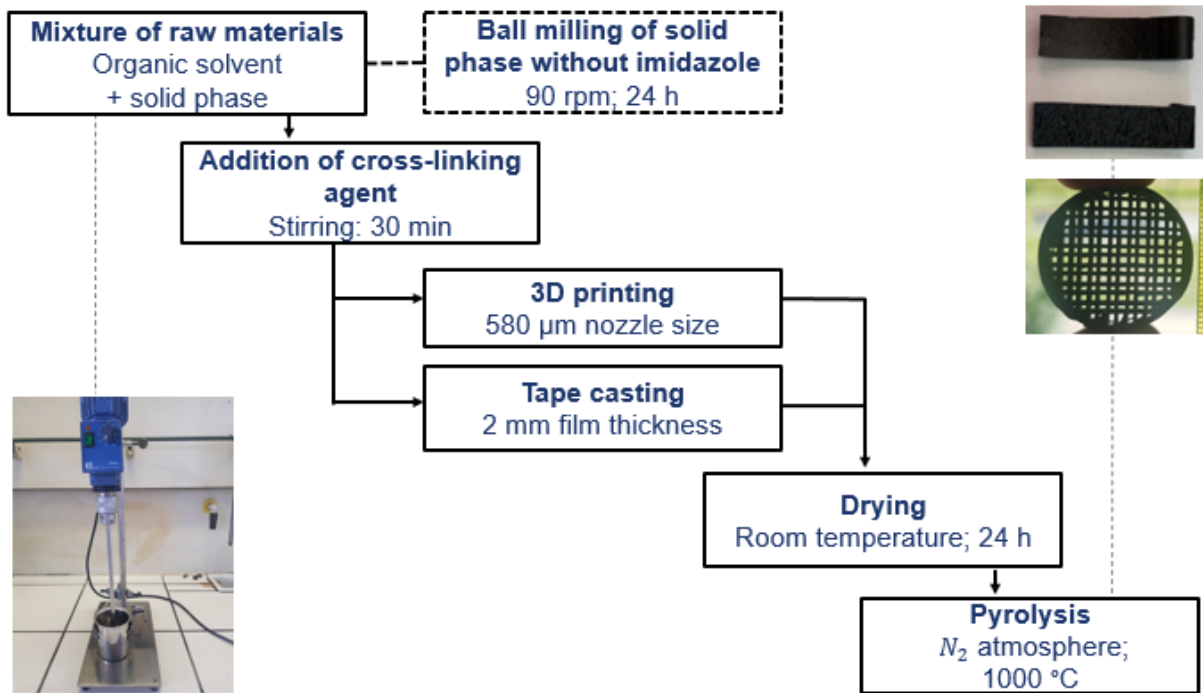 Mixture of raw materials
Organic solvent
+ solid phase
Ball milling of solid
phase without imidazole
90 rpm; 24 h
Addition of cross-linking
agent
Stirring: 30 min
3D printing
580 µm nozzle size
Tape casting
2 mm film thickness
Drying
Room temperature; 24 h
Pyrolysis
N₂ atmosphere;
1000 °C